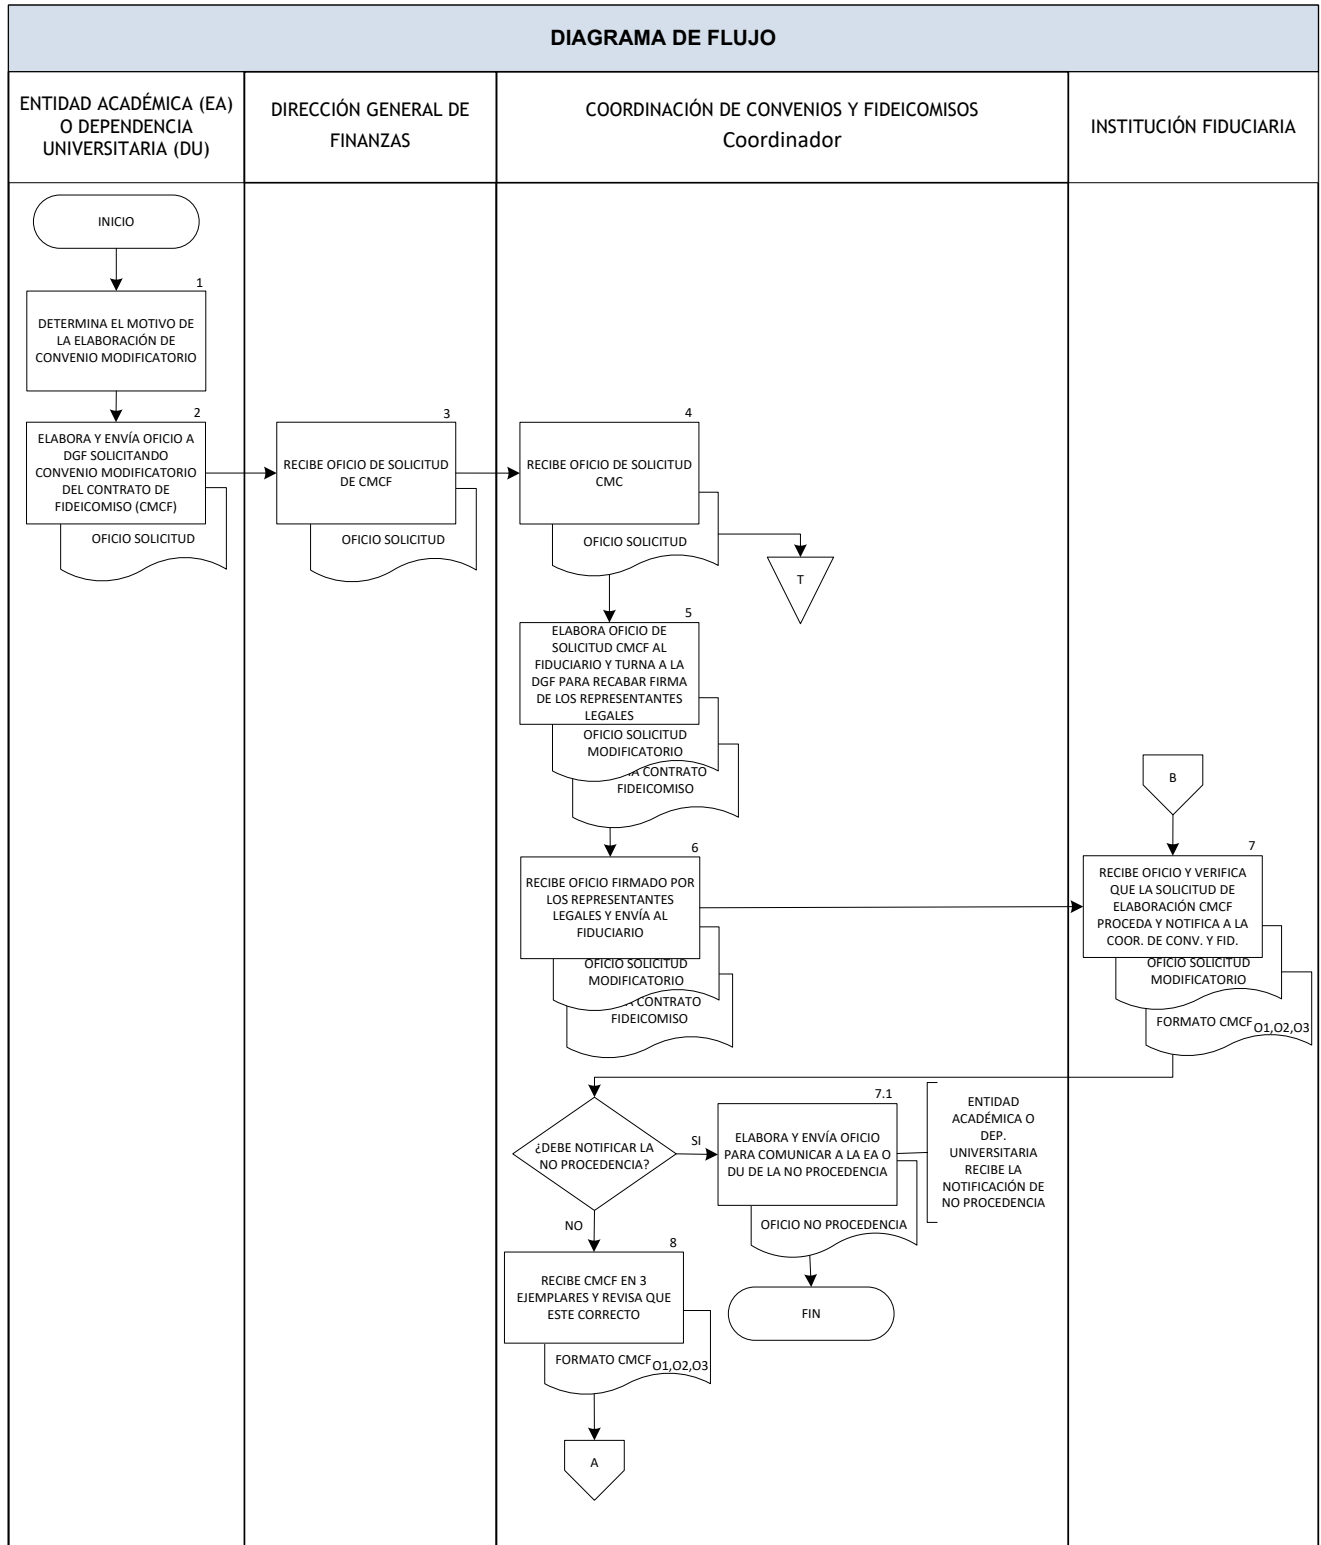 DIAGRAMA DE FLUJO
ENTIDAD ACADÉMICA (EA)
O DEPENDENCIA
UNIVERSITARIA (DU)
DIRECCIÓN GENERAL DE
FINANZAS
COORDINACIÓN DE CONVENIOS Y FIDEICOMISOS
Coordinador
INSTITUCIÓN FIDUCIARIA
INICIO
1
DETERMINA EL MOTIVO DE
LA ELABORACIÓN DE
CONVENIO MODIFICATORIO
2
ELABORA Y ENVÍA OFICIO A
DGF SOLICITANDO
CONVENIO MODIFICATORIO
DEL CONTRATO DE
FIDEICOMISO (CMCF)
OFICIO SOLICITUD
3
RECIBE OFICIO DE SOLICITUD
DE CMCF
OFICIO SOLICITUD
4
RECIBE OFICIO DE SOLICITUD
CMC
OFICIO SOLICITUD
T
5
ELABORA OFICIO DE
SOLICITUD CMCF AL
FIDUCIARIO Y TURNA A LA
DGF PARA RECABAR FIRMA
DE LOS REPRESENTANTES
LEGALES
OFICIO SOLICITUD
MODIFICATORIO
CONTRATO
FIDEICOMISO
6
RECIBE OFICIO FIRMADO POR
LOS REPRESENTANTES
LEGALES Y ENVÍA AL
FIDUCIARIO
OFICIO SOLICITUD
MODIFICATORIO
CONTRATO
FIDEICOMISO
B
7
RECIBE OFICIO Y VERIFICA
QUE LA SOLICITUD DE
ELABORACIÓN CMCF
PROCEDA Y NOTIFICA A LA
COOR. DE CONV. Y FID.
OFICIO SOLICITUD
MODIFICATORIO
FORMATO CMCF O1,O2,O3
¿DEBE NOTIFICAR LA
NO PROCEDENCIA?
SI
NO
7.1
ELABORA Y ENVÍA OFICIO
PARA COMUNICAR A LA EA O
DU DE LA NO PROCEDENCIA
OFICIO NO PROCEDENCIA
ENTIDAD
ACADÉMICA O
DEP.
UNIVERSITARIA
RECIBE LA
NOTIFICACIÓN DE
NO PROCEDENCIA
FIN
8
RECIBE CMCF EN 3
EJEMPLARES Y REVISA QUE
ESTE CORRECTO
FORMATO CMCF O1,O2,O3
A